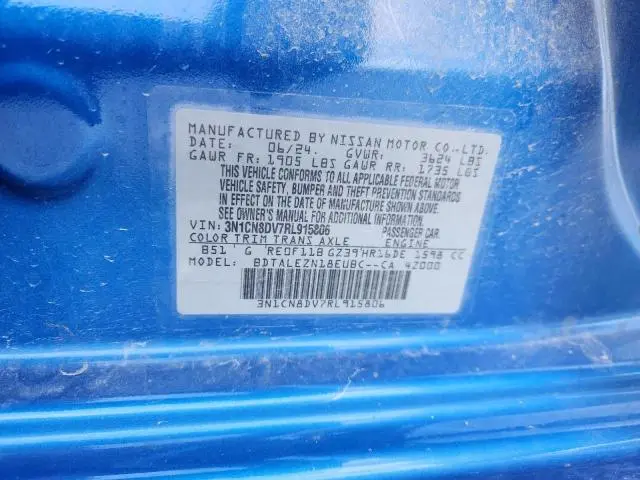 MANUFACTURED BY NISSAN MOTOR CO.,LTD.
DATE: 06/24. GVWR: 3624 LBS
GAWR FR: 1905 LBS GAWR RR: 1735 LBS
THIS VEHICLE CONFORMS TO ALL APPLICABLE FEDERAL MOTOR
VEHICLE SAFETY, BUMPER AND THEFT PREVENTION STANDARDS
IN EFFECT ON THE DATE OF MANUFACTURE SHOWN ABOVE.
SEE OWNER'S MANUAL FOR ADDITIONAL INFORMATION.
VIN: 3N1CN8DV7RL915806 PASSENGER CAR.
COLOR TRIM TRANS AXLE ENGINE
B51 G RE0F11B GZ39 HR16DE 1598 CC
MODEL: BDTALEZN18EUBC--CA 42000
3N1CN8DV7RL915806